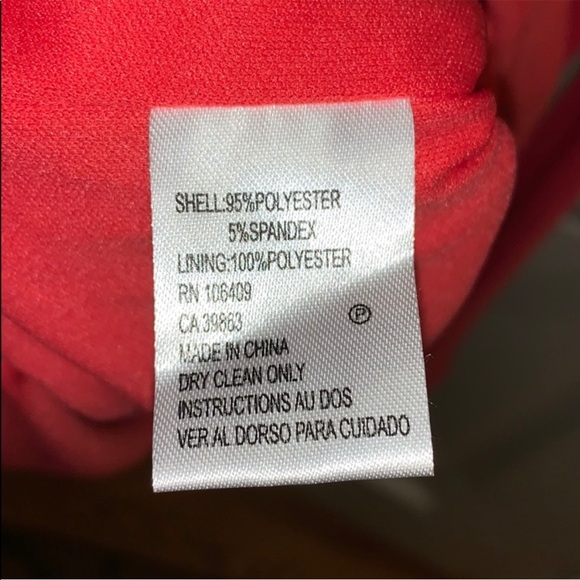 SHELL:95%POLYESTER
5%SPANDEX
LINING:100%POLYESTER
RN 106409
CA 39863
P
MADE IN CHINA
DRY CLEAN ONLY
INSTRUCTIONS AU DOS
VER AL DORSO PARA CUIDADO